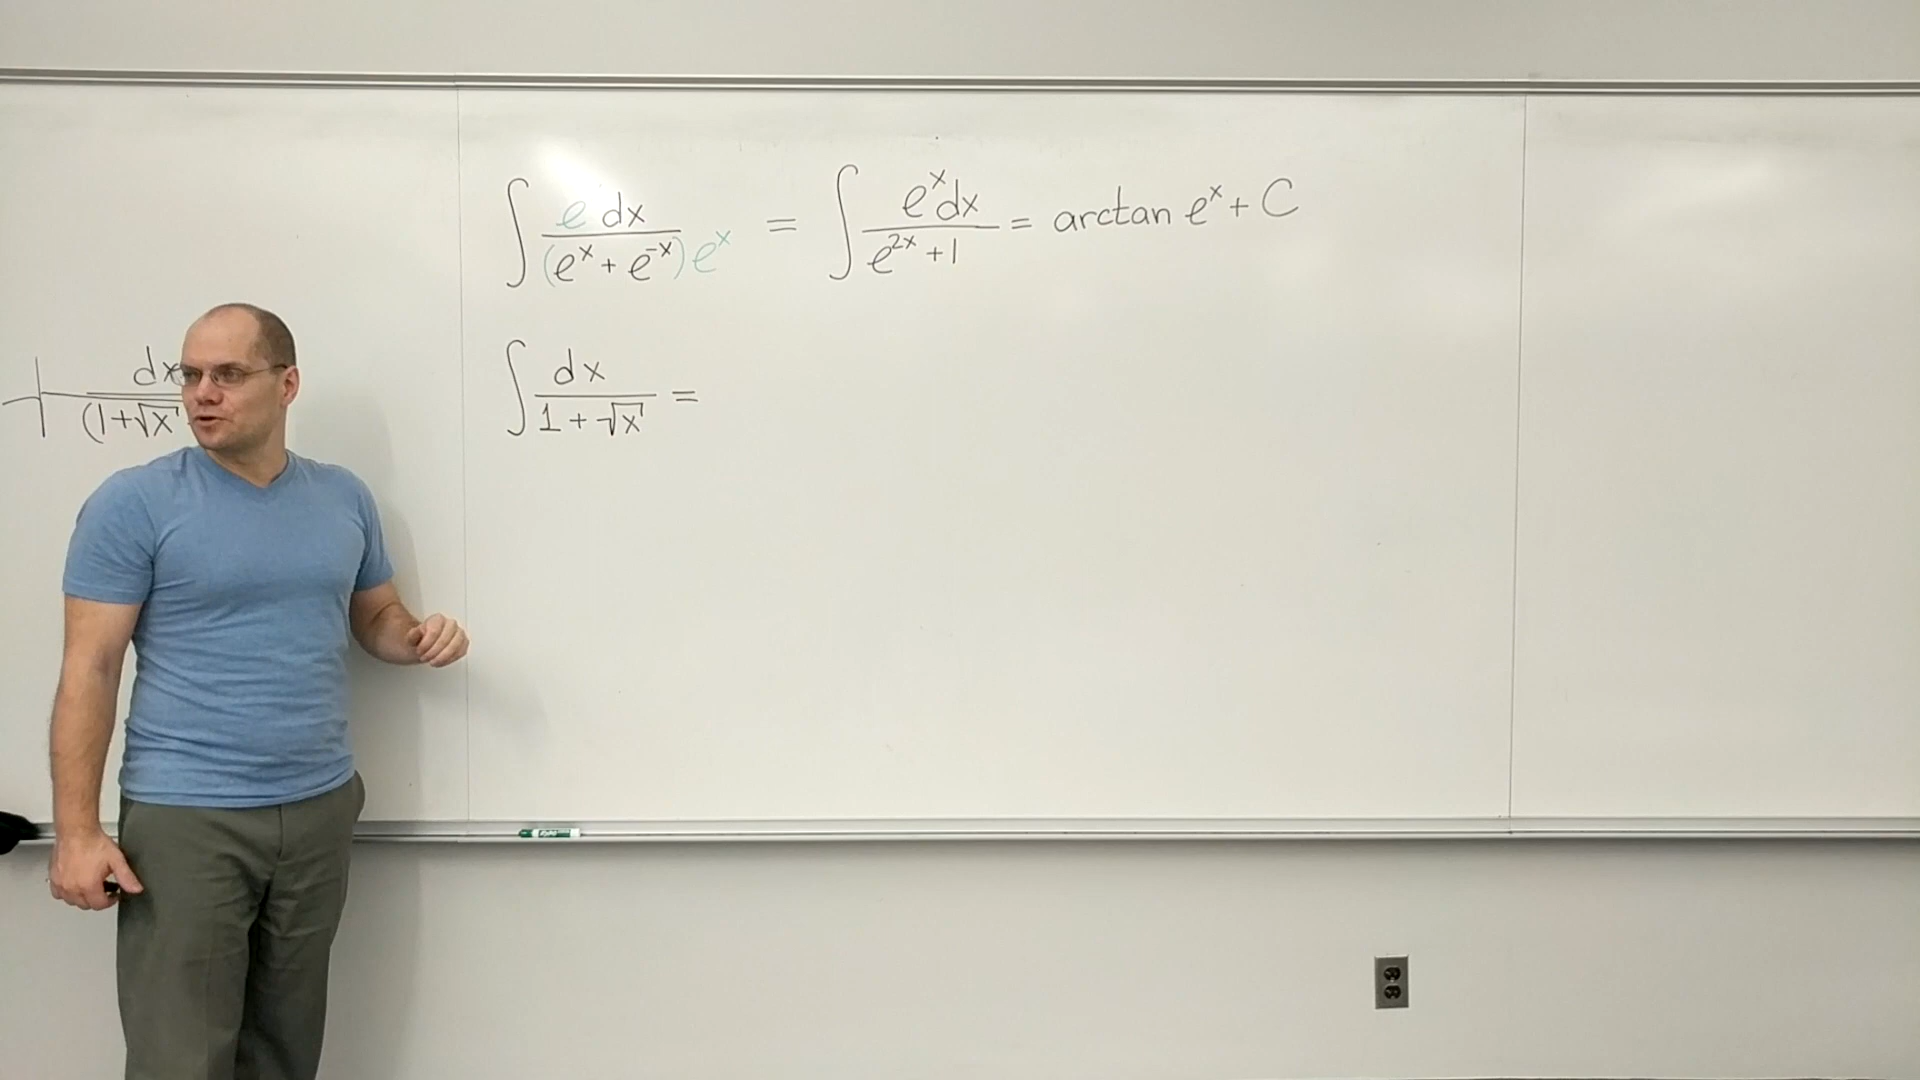 ∫ e dx / (eˣ + e⁻ˣ) eˣ = ∫ eˣ dx / e²ˣ + 1 = arctan eˣ + C
dx / (1 + √x
∫ dx / 1 + √x =